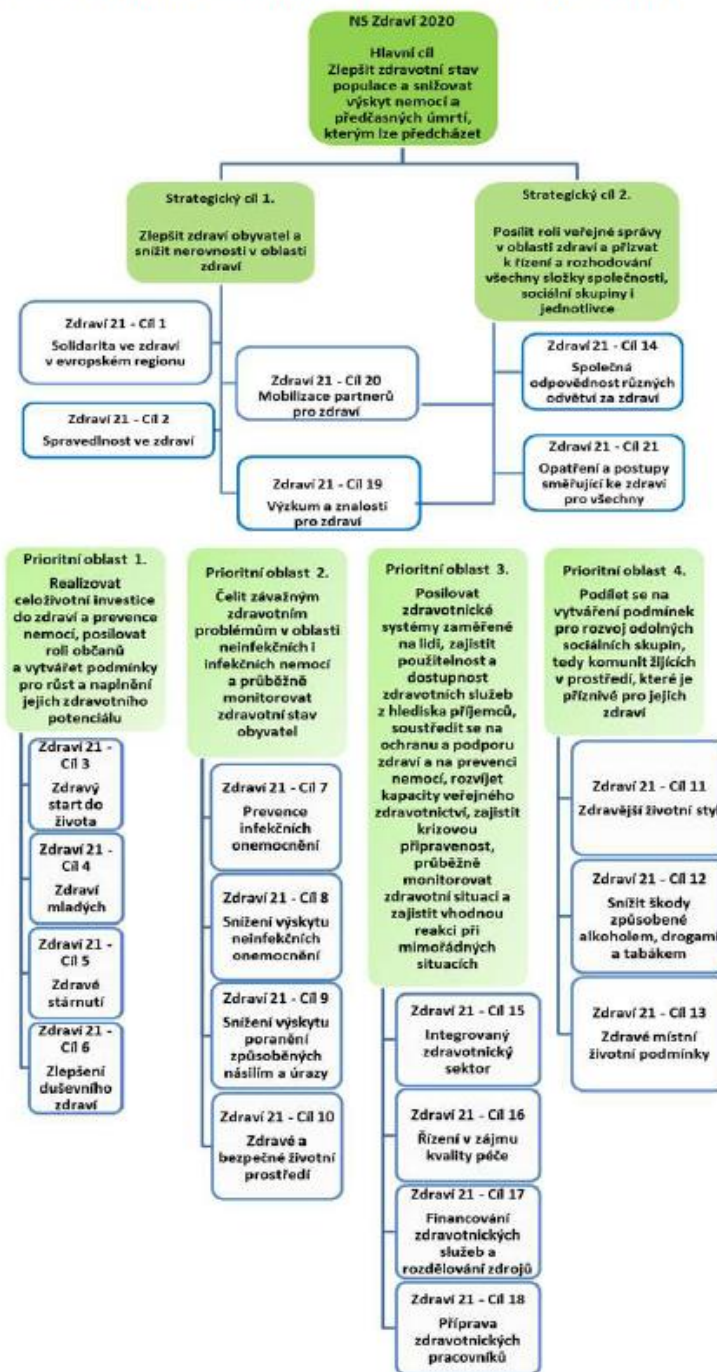 NS Zdraví 2020
Hlavní cíl
Zlepšit zdravotní stav
populace a snižovat
výskyt nemocí a
předčasných úmrtí,
kterým lze předcházet
Strategický cíl 1.
Zlepšit zdraví obyvatel a
snížit nerovnosti v oblasti
zdraví
Strategický cíl 2.
Posílit roli veřejné správy
v oblasti zdraví a přizvat
k řízení a rozhodování
všechny složky společnosti,
sociální skupiny i
jednotlivce
Zdraví 21 - Cíl 1
Solidarita ve zdraví
v evropském regionu
Zdraví 21 - Cíl 2
Spravedlnost ve zdraví
Zdraví 21 - Cíl 20
Mobilizace partnerů
pro zdraví
Zdraví 21 - Cíl 19
Výzkum a znalosti
pro zdraví
Zdraví 21 - Cíl 14
Společná
odpovědnost různých
odvětví za zdraví
Zdraví 21 - Cíl 21
Opatření a postupy
směřující ke zdraví
pro všechny
Prioritní oblast 1.
Realizovat
celoživotní investice
do zdraví a prevence
nemocí, posilovat
roli občanů
a vytvářet podmínky
pro růst a naplnění
jejich zdravotního
potenciálu
Zdraví 21 -
Cíl 3
Zdravý
start do
života
Zdraví 21 -
Cíl 4
Zdraví
mladých
Zdraví 21 -
Cíl 5
Zdravé
stárnutí
Zdraví 21 -
Cíl 6
Zlepšení
duševního
zdraví
Prioritní oblast 2.
Čelit závažným
zdravotním
problémům v oblasti
neinfekčních i
infekčních nemocí
a průběžně
monitorovat
zdravotní stav
obyvatel
Zdraví 21 - Cíl 7
Prevence
infekčních
onemocnění
Zdraví 21 - Cíl 8
Snížení výskytu
neinfekčních
onemocnění
Zdraví 21 - Cíl 9
Snížení výskytu
poranění
způsobených
násilím a úrazy
Zdraví 21 - Cíl 10
Zdravé a
bezpečné životní
prostředí
Prioritní oblast 3.
Posilovat
zdravotnické
systémy zaměřené
na lidi, zajistit
použitelnost a
dostupnost
zdravotních služeb
z hlediska příjemců,
soustředit se na
ochranu a podporu
zdraví a na prevenci
nemocí, rozvíjet
kapacity veřejného
zdravotnictví, zajistit
krizovou
připravenost,
průběžně
monitorovat
zdravotní situaci a
zajistit vhodnou
reakci při
mimořádných
situacích
Zdraví 21 - Cíl 15
Integrovaný
zdravotnický
sektor
Zdraví 21 - Cíl 16
Řízení v zájmu
kvality péče
Zdraví 21 - Cíl 17
Financování
zdravotnických
služeb a
rozdělování zdrojů
Zdraví 21 - Cíl 18
Příprava
zdravotnických
pracovníků
Prioritní oblast 4.
Podílet se na
vytváření podmínek
pro rozvoj odolných
sociálních skupin,
tedy komunit žijících
v prostředí, které je
příznivé pro jejich
zdraví
Zdraví 21 - Cíl 11
Zdravější životní styl
Zdraví 21 - Cíl 12
Snížit škody
způsobené
alkoholem, drogami
a tabákem
Zdraví 21 - Cíl 13
Zdravé místní
životní podmínky